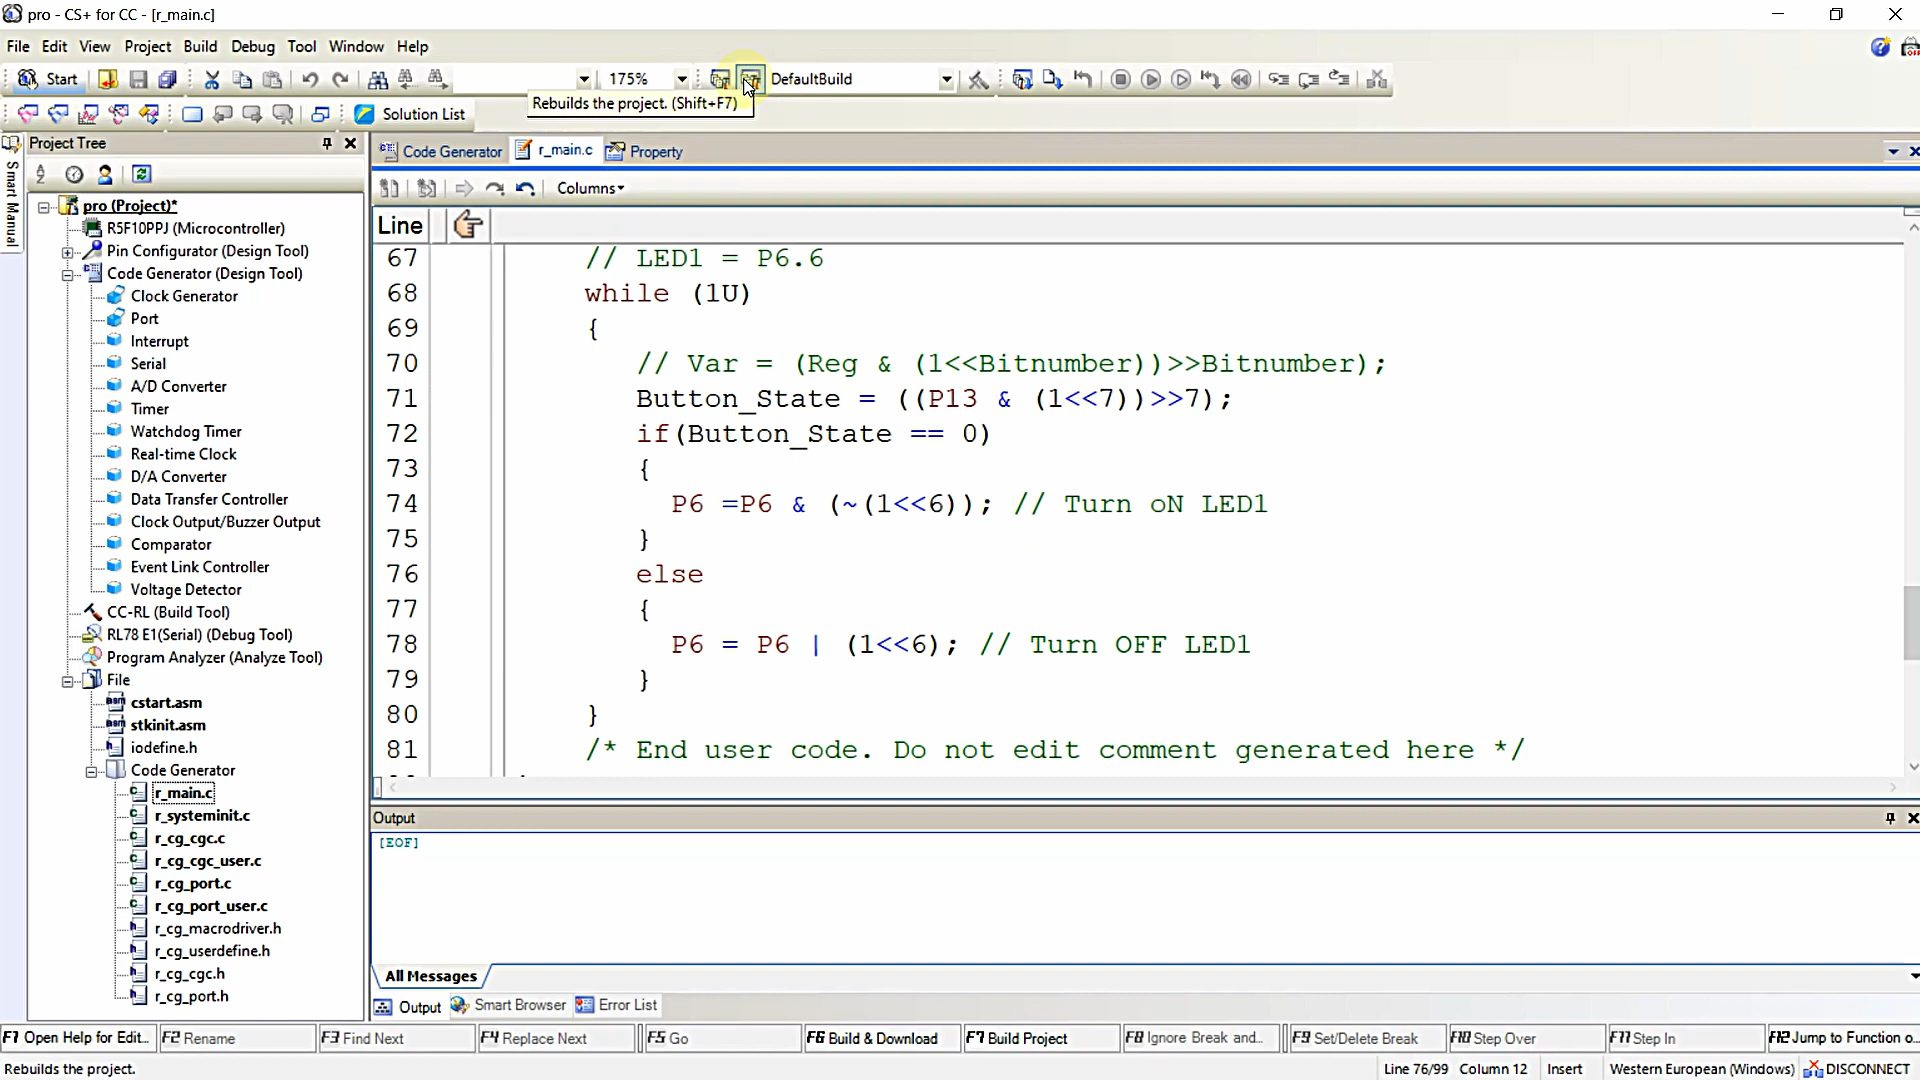 pro - CS+ for CC - [r_main.c]
File Edit View Project Build Debug Tool Window Help
Start 175% DefaultBuild
Rebuilds the project. (Shift+F7)
Solution List
Smart Manual
Project Tree
pro (Project)*
R5F10PPJ (Microcontroller)
Pin Configurator (Design Tool)
Code Generator (Design Tool)
Clock Generator
Port
Interrupt
Serial
A/D Converter
Timer
Watchdog Timer
Real-time Clock
D/A Converter
Data Transfer Controller
Clock Output/Buzzer Output
Comparator
Event Link Controller
Voltage Detector
CC-RL (Build Tool)
RL78 E1(Serial) (Debug Tool)
Program Analyzer (Analyze Tool)
File
cstart.asm
stkinit.asm
iodefine.h
Code Generator
r_main.c
r_systeminit.c
r_cg_cgc.c
r_cg_cgc_user.c
r_cg_port.c
r_cg_port_user.c
r_cg_macrodriver.h
r_cg_userdefine.h
r_cg_cgc.h
r_cg_port.h
Code Generator r_main.c Property
Columns
Line
67 // LED1 = P6.6
68 while (1U)
69 {
70 // Var = (Reg & (1<<Bitnumber))>>Bitnumber);
71 Button_State = ((P13 & (1<<7))>>7);
72 if(Button_State == 0)
73 {
74 P6 =P6 & (~(1<<6)); // Turn oN LED1
75 }
76 else
77 {
78 P6 = P6 | (1<<6); // Turn OFF LED1
79 }
80 }
81 /* End user code. Do not edit comment generated here */
Output
[EOF]
All Messages
Output Smart Browser Error List
F1 Open Help for Edit... F2 Rename F3 Find Next F4 Replace Next F5 Go F6 Build & Download F7 Build Project F8 Ignore Break and... F9 Set/Delete Break F10 Step Over F11 Step In F12 Jump to Function o...
Rebuilds the project. Line 76/99 Column 12 Insert Western European (Windows) DISCONNECT